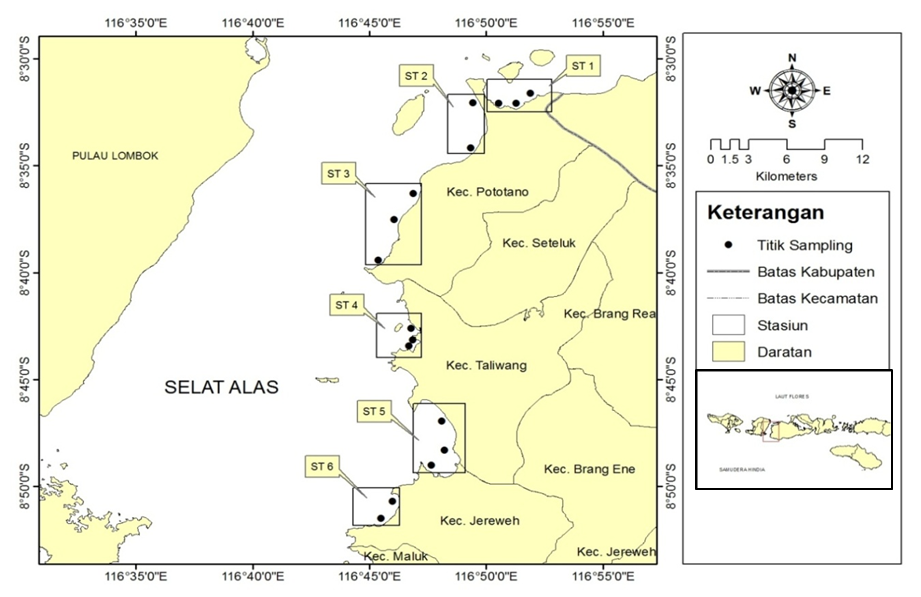 116°35'0"E 116°40'0"E 116°45'0"E 116°50'0"E 116°55'0"E
8°30'0"S
8°35'0"S
8°40'0"S
8°45'0"S
8°50'0"S
8°30'0"S
8°35'0"S
8°40'0"S
8°45'0"S
8°50'0"S
ST 1
ST 2
PULAU LOMBOK
ST 3
Kec. Pototano
Kec. Seteluk
ST 4
Kec. Brang Rea
Kec. Taliwang
SELAT ALAS
ST 5
ST 6
Kec. Brang Ene
Kec. Jereweh
Kec. Maluk
Kec. Jereweh
116°35'0"E 116°40'0"E 116°45'0"E 116°50'0"E 116°55'0"E
N
W E
S
0 1.5 3 6 9 12
Kilometers
Keterangan
Titik Sampling
Batas Kabupaten
Batas Kecamatan
Stasiun
Daratan
LAUT FLORES
SAMUDERA HINDIA